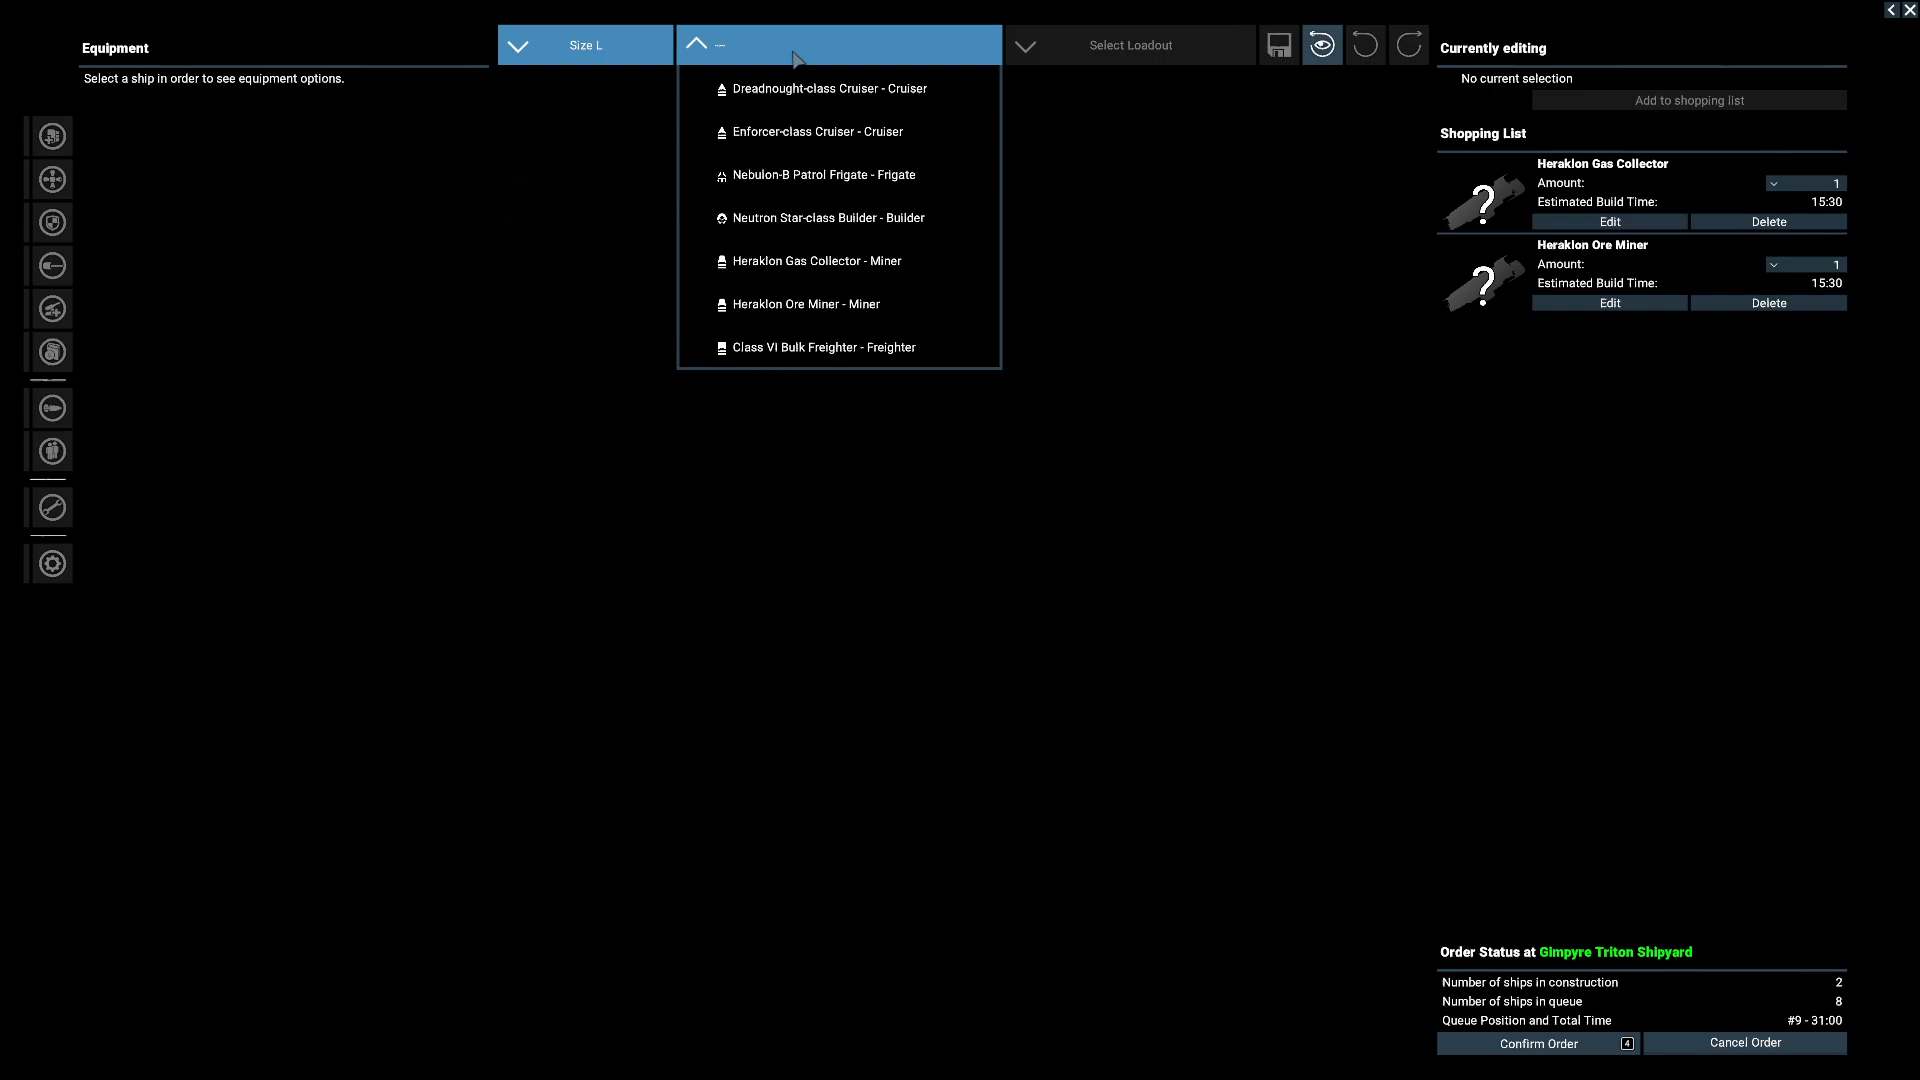 Equipment
Select a ship in order to see equipment options.
Size L
---
Select Loadout
Dreadnought-class Cruiser - Cruiser
Enforcer-class Cruiser - Cruiser
Nebulon-B Patrol Frigate - Frigate
Neutron Star-class Builder - Builder
Heraklon Gas Collector - Miner
Heraklon Ore Miner - Miner
Class VI Bulk Freighter - Freighter
Currently editing
No current selection
Add to shopping list
Shopping List
Heraklon Gas Collector
Amount: 1
Estimated Build Time: 15:30
Edit Delete
Heraklon Ore Miner
Amount: 1
Estimated Build Time: 15:30
Edit Delete
Order Status at Gimpyre Triton Shipyard
Number of ships in construction 2
Number of ships in queue 8
Queue Position and Total Time #9 - 31:00
Confirm Order 4 Cancel Order